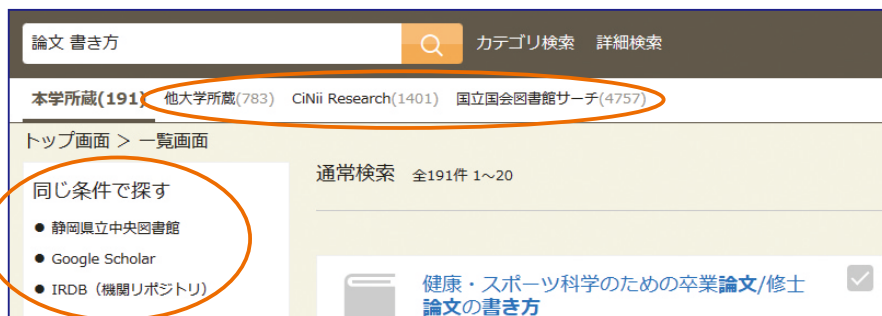 論文 書き方 カテゴリ検索 詳細検索
本学所蔵(191) 他大学所蔵(783) CiNii Research(1401) 国立国会図書館サーチ(4757)
トップ画面 > 一覧画面
同じ条件で探す
● 静岡県立中央図書館
● Google Scholar
● IRDB（機関リポジトリ）
通常検索 全191件 1～20
健康・スポーツ科学のための卒業論文/修士
論文の書き方